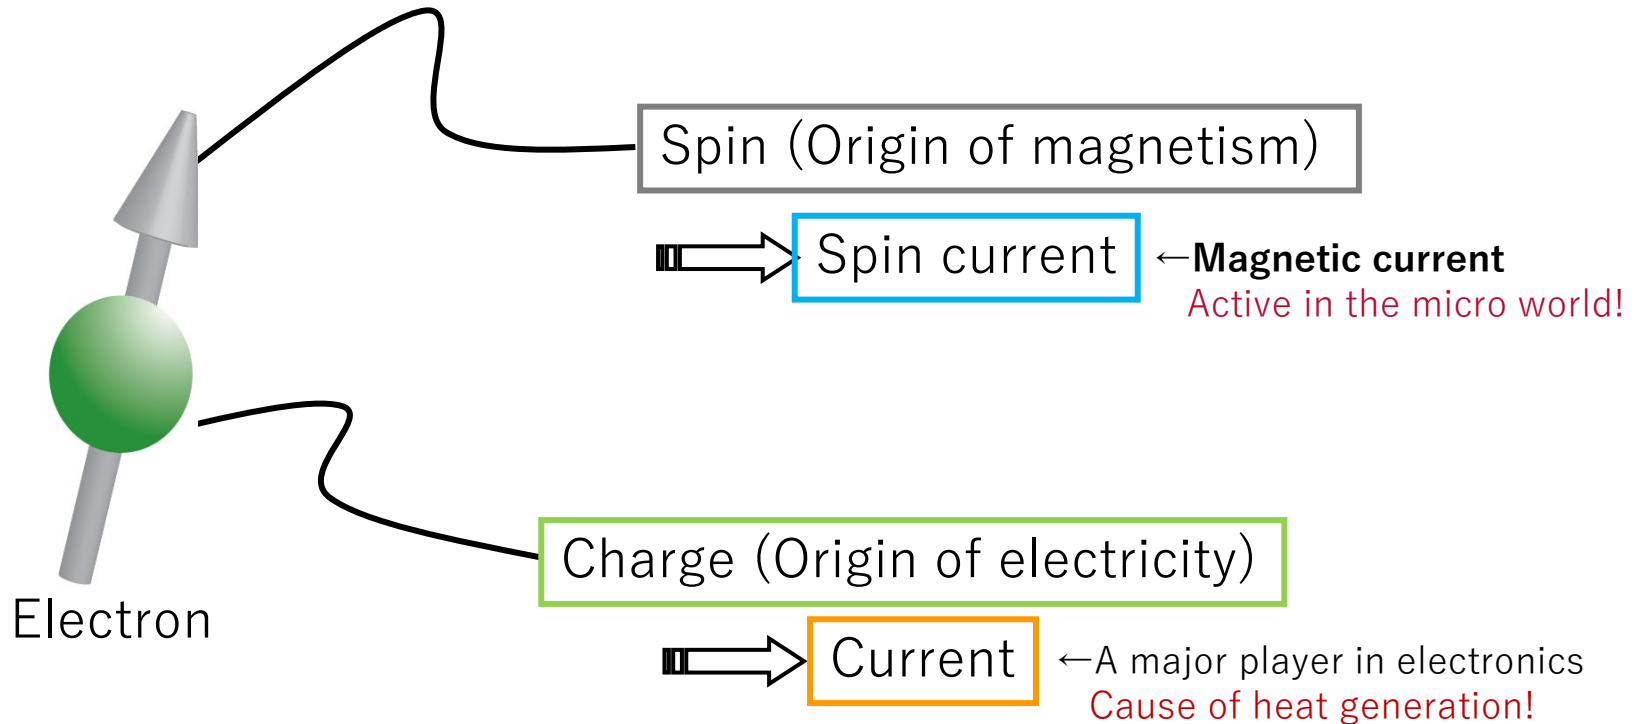 Spin (Origin of magnetism)
Spin current
←Magnetic current
Active in the micro world!
Charge (Origin of electricity)
Electron
Current
←A major player in electronics
Cause of heat generation!